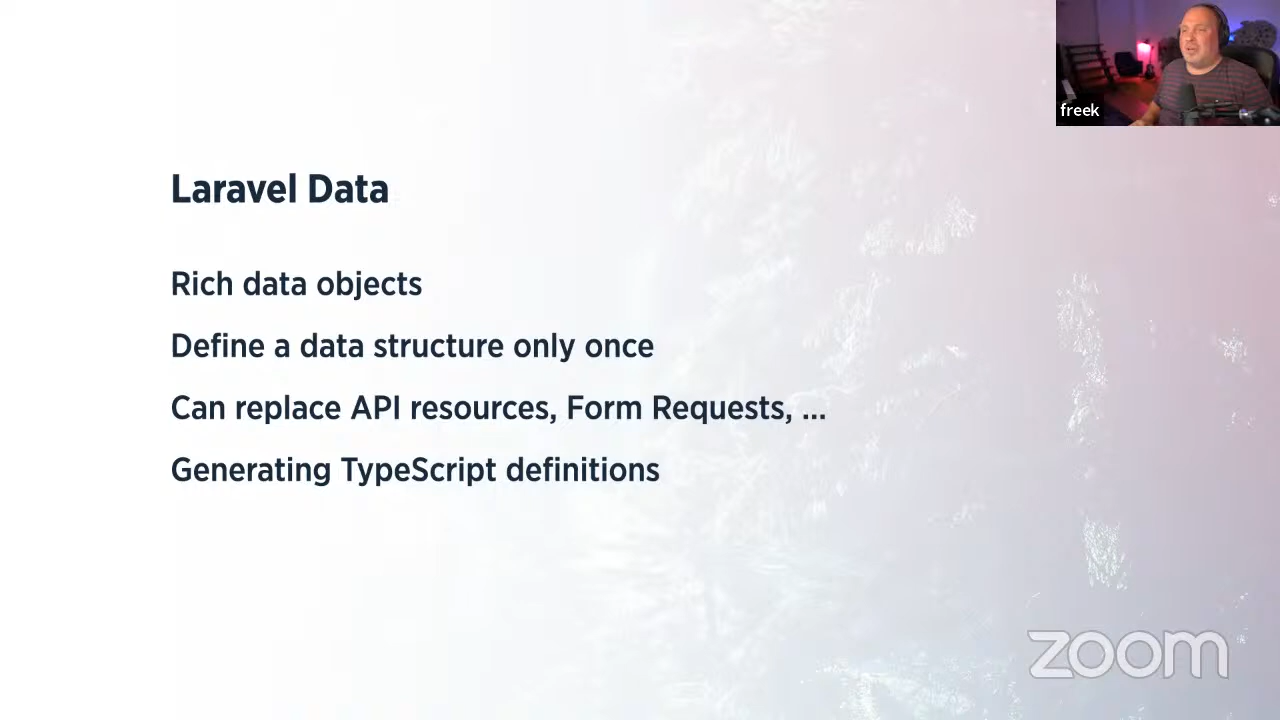 freek
Laravel Data
Rich data objects
Define a data structure only once
Can replace API resources, Form Requests, ...
Generating TypeScript definitions
zoom